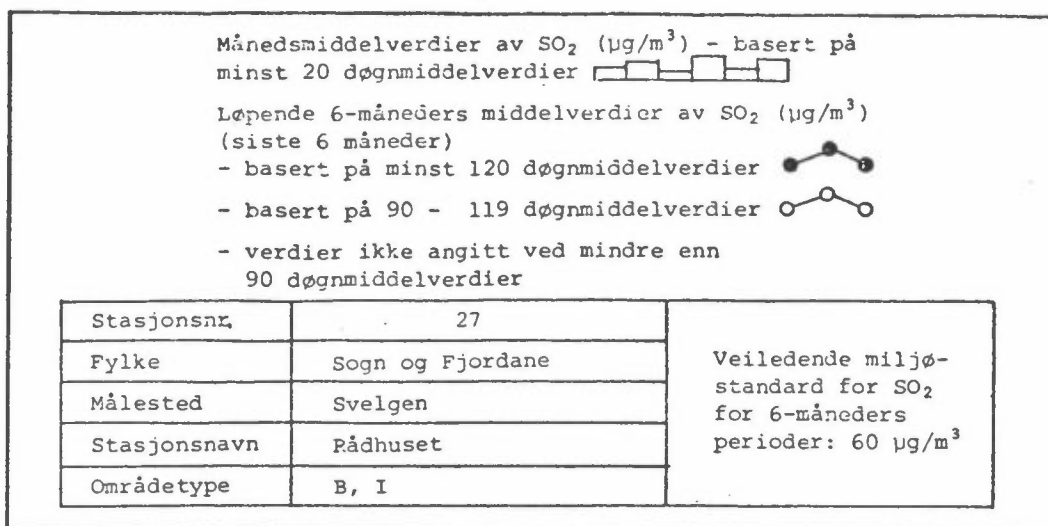 Månedsmiddelverdier av SO₂ (µg/m³) - basert på
minst 20 døgnmiddelverdier
Løpende 6-måneders middelverdier av SO₂ (µg/m³)
(siste 6 måneder)
- basert på minst 120 døgnmiddelverdier
- basert på 90 - 119 døgnmiddelverdier
- verdier ikke angitt ved mindre enn
90 døgnmiddelverdier
Stasjonsnr. 27
Fylke Sogn og Fjordane
Målested Svelgen
Stasjonsnavn Rådhuset
Områdetype B, I
Veiledende miljø-
standard for SO₂
for 6-måneders
perioder: 60 µg/m³